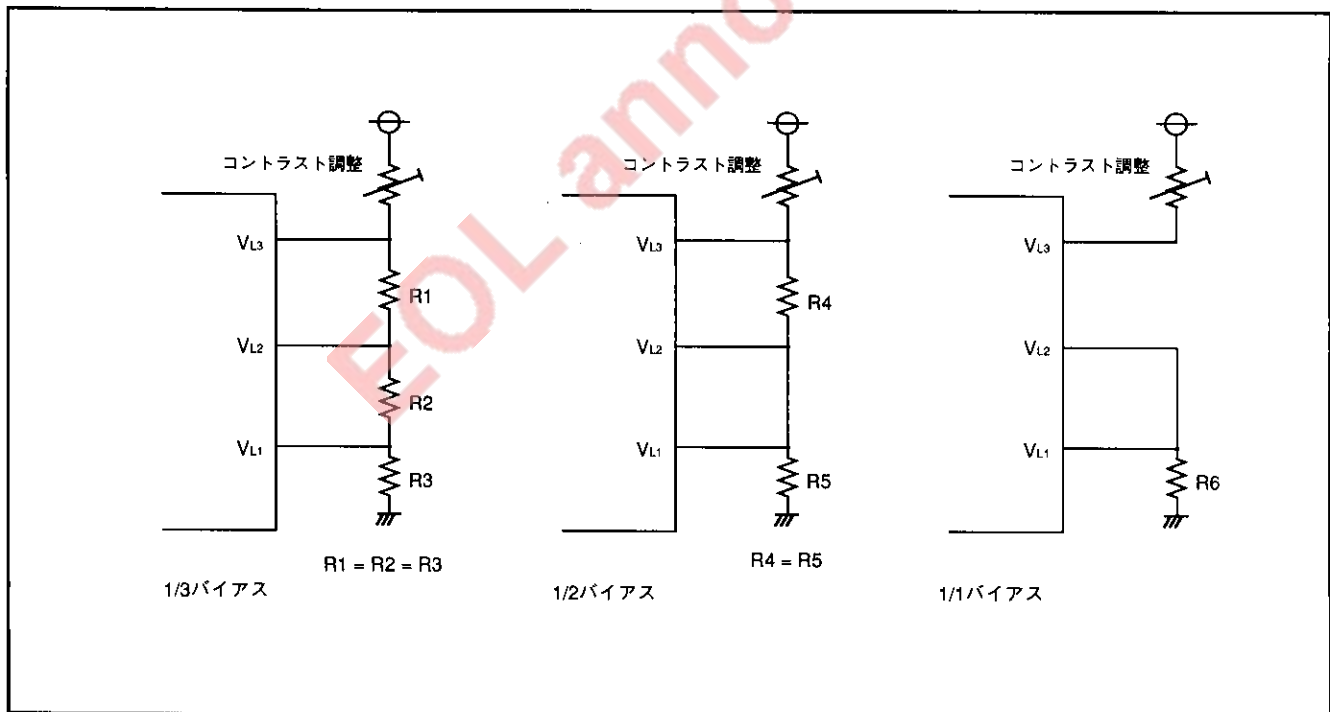 EOL anno
コントラスト調整
VL3
R1
VL2
R2
VL1
R3
R1 = R2 = R3
1/3バイアス
コントラスト調整
VL3
R4
VL2
VL1
R5
R4 = R5
1/2バイアス
コントラスト調整
VL3
VL2
VL1
R6
1/1バイアス